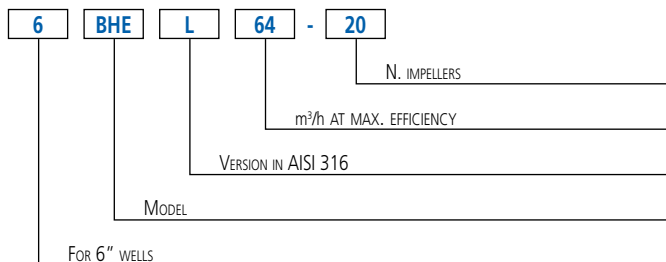 6 BHE L 64 - 20
N. IMPELLERS
m³/h AT MAX. EFFICIENCY
VERSION IN AISI 316
MODEL
FOR 6" WELLS